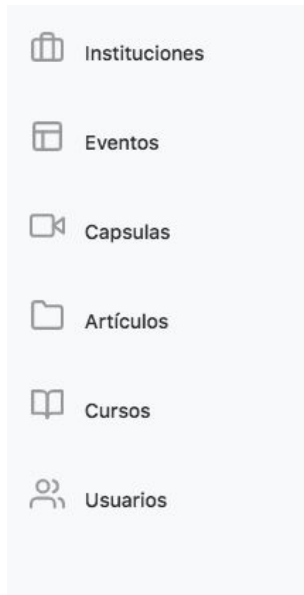 Instituciones
Eventos
Capsulas
Artículos
Cursos
Usuarios